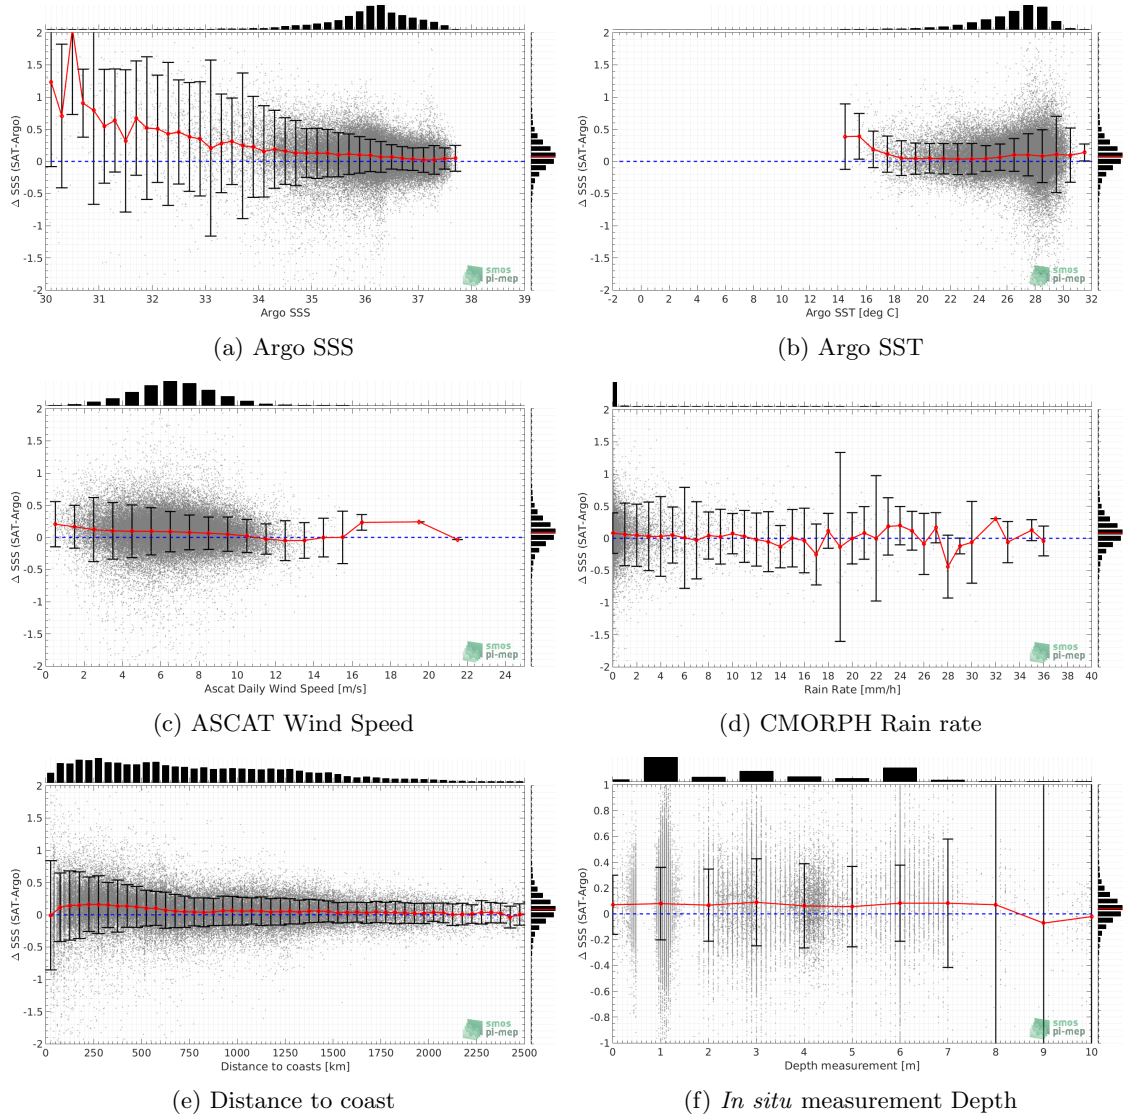 2
1.5
1
0.5
0
-0.5
-1
-1.5
-2
Δ SSS (SAT-Argo)
30 31 32 33 34 35 36 37 38 39
Argo SSS
smos
pi-mep
(a) Argo SSS
2
1.5
1
0.5
0
-0.5
-1
-1.5
-2
Δ SSS (SAT-Argo)
-2 0 2 4 6 8 10 12 14 16 18 20 22 24 26 28 30 32
Argo SST [deg C]
smos
pi-mep
(b) Argo SST
2
1.5
1
0.5
0
-0.5
-1
-1.5
-2
Δ SSS (SAT-Argo)
0 2 4 6 8 10 12 14 16 18 20 22 24
Ascat Daily Wind Speed [m/s]
smos
pi-mep
(c) ASCAT Wind Speed
2
1.5
1
0.5
0
-0.5
-1
-1.5
-2
Δ SSS (SAT-Argo)
0 2 4 6 8 10 12 14 16 18 20 22 24 26 28 30 32 34 36 38 40
Rain Rate [mm/h]
smos
pi-mep
(d) CMORPH Rain rate
2
1.5
1
0.5
0
-0.5
-1
-1.5
-2
Δ SSS (SAT-Argo)
0 250 500 750 1000 1250 1500 1750 2000 2250 2500
Distance to coasts [km]
smos
pi-mep
(e) Distance to coast
1
0.8
0.6
0.4
0.2
0
-0.2
-0.4
-0.6
-0.8
-1
Δ SSS (SAT-Argo)
0 1 2 3 4 5 6 7 8 9 10
Depth measurement [m]
smos
pi-mep
(f) In situ measurement Depth